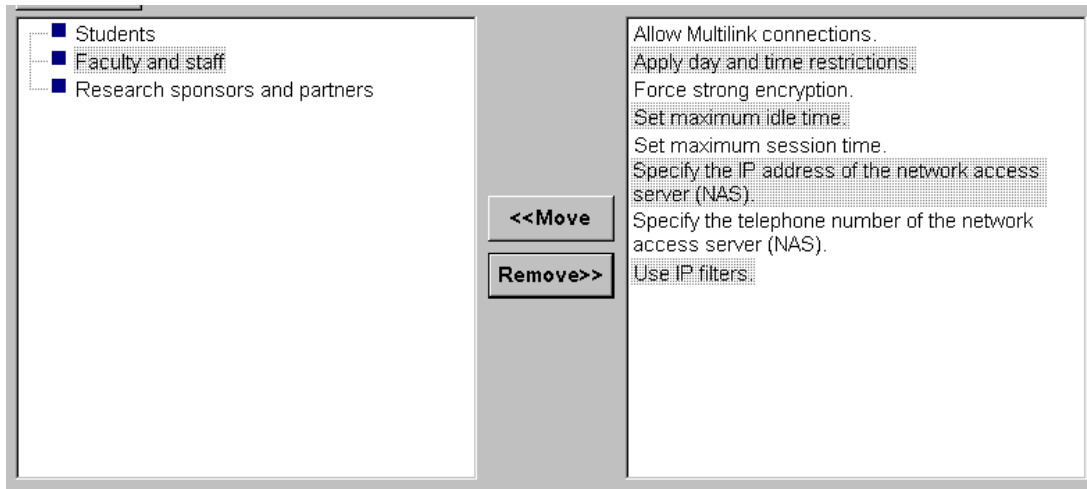 Students
Faculty and staff
Research sponsors and partners
<<Move
Remove>>
Allow Multilink connections.
Apply day and time restrictions.
Force strong encryption.
Set maximum idle time.
Set maximum session time.
Specify the IP address of the network access
server (NAS).
Specify the telephone number of the network
access server (NAS).
Use IP filters.